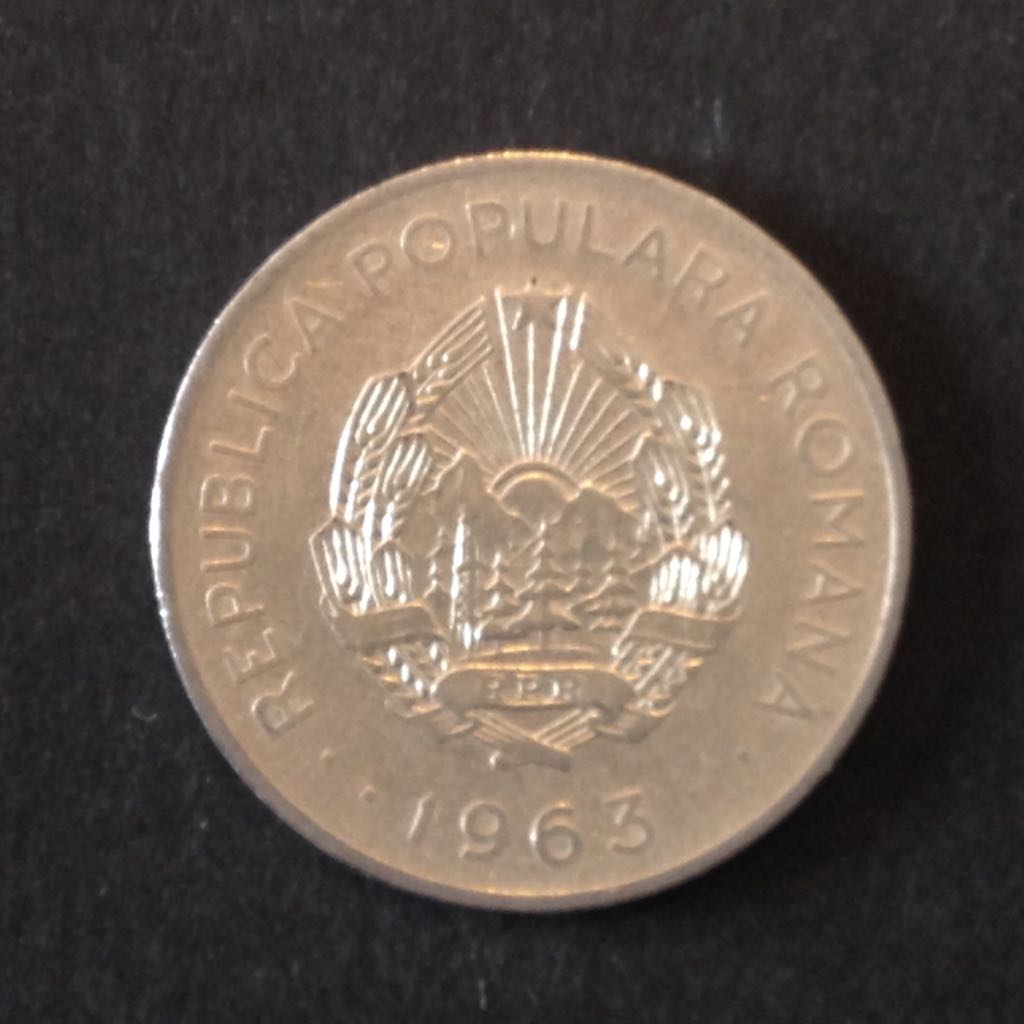 REPUBLICA POPULARA ROMANA
RPR
· 1963 ·